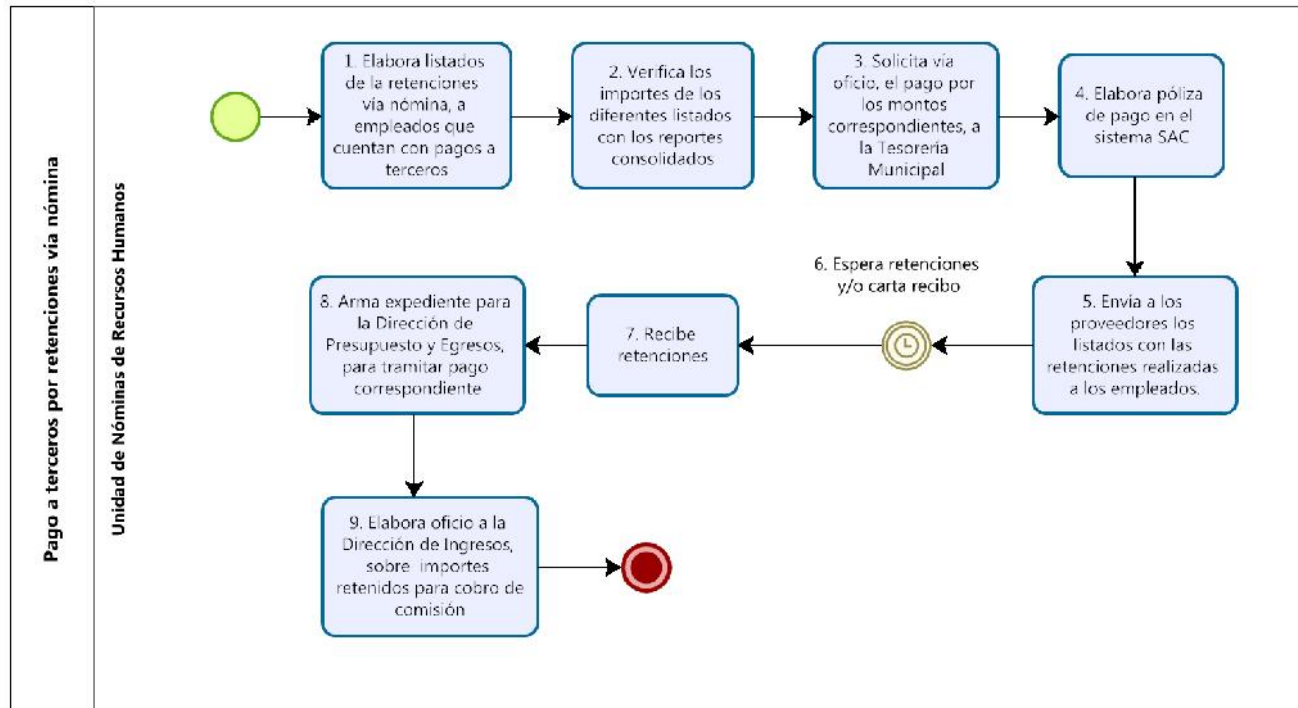 Pago a terceros por retenciones vía nómina
Unidad de Nóminas de Recursos Humanos
1. Elabora listados
de la retenciones
vía nómina, a
empleados que
cuentan con pagos a
terceros
2. Verifica los
importes de los
diferentes listados
con los reportes
consolidados
3. Solicita vía
oficio, el pago por
los montos
correspondientes, a
la Tesorería
Municipal
4. Elabora póliza
de pago en el
sistema SAC
5. Envía a los
proveedores los
listados con las
retenciones realizadas
a los empleados.
6. Espera retenciones
y/o carta recibo
7. Recibe
retenciones
8. Arma expediente para
la Dirección de
Presupuesto y Egresos,
para tramitar pago
correspondiente
9. Elabora oficio a la
Dirección de Ingresos,
sobre importes
retenidos para cobro de
comisión